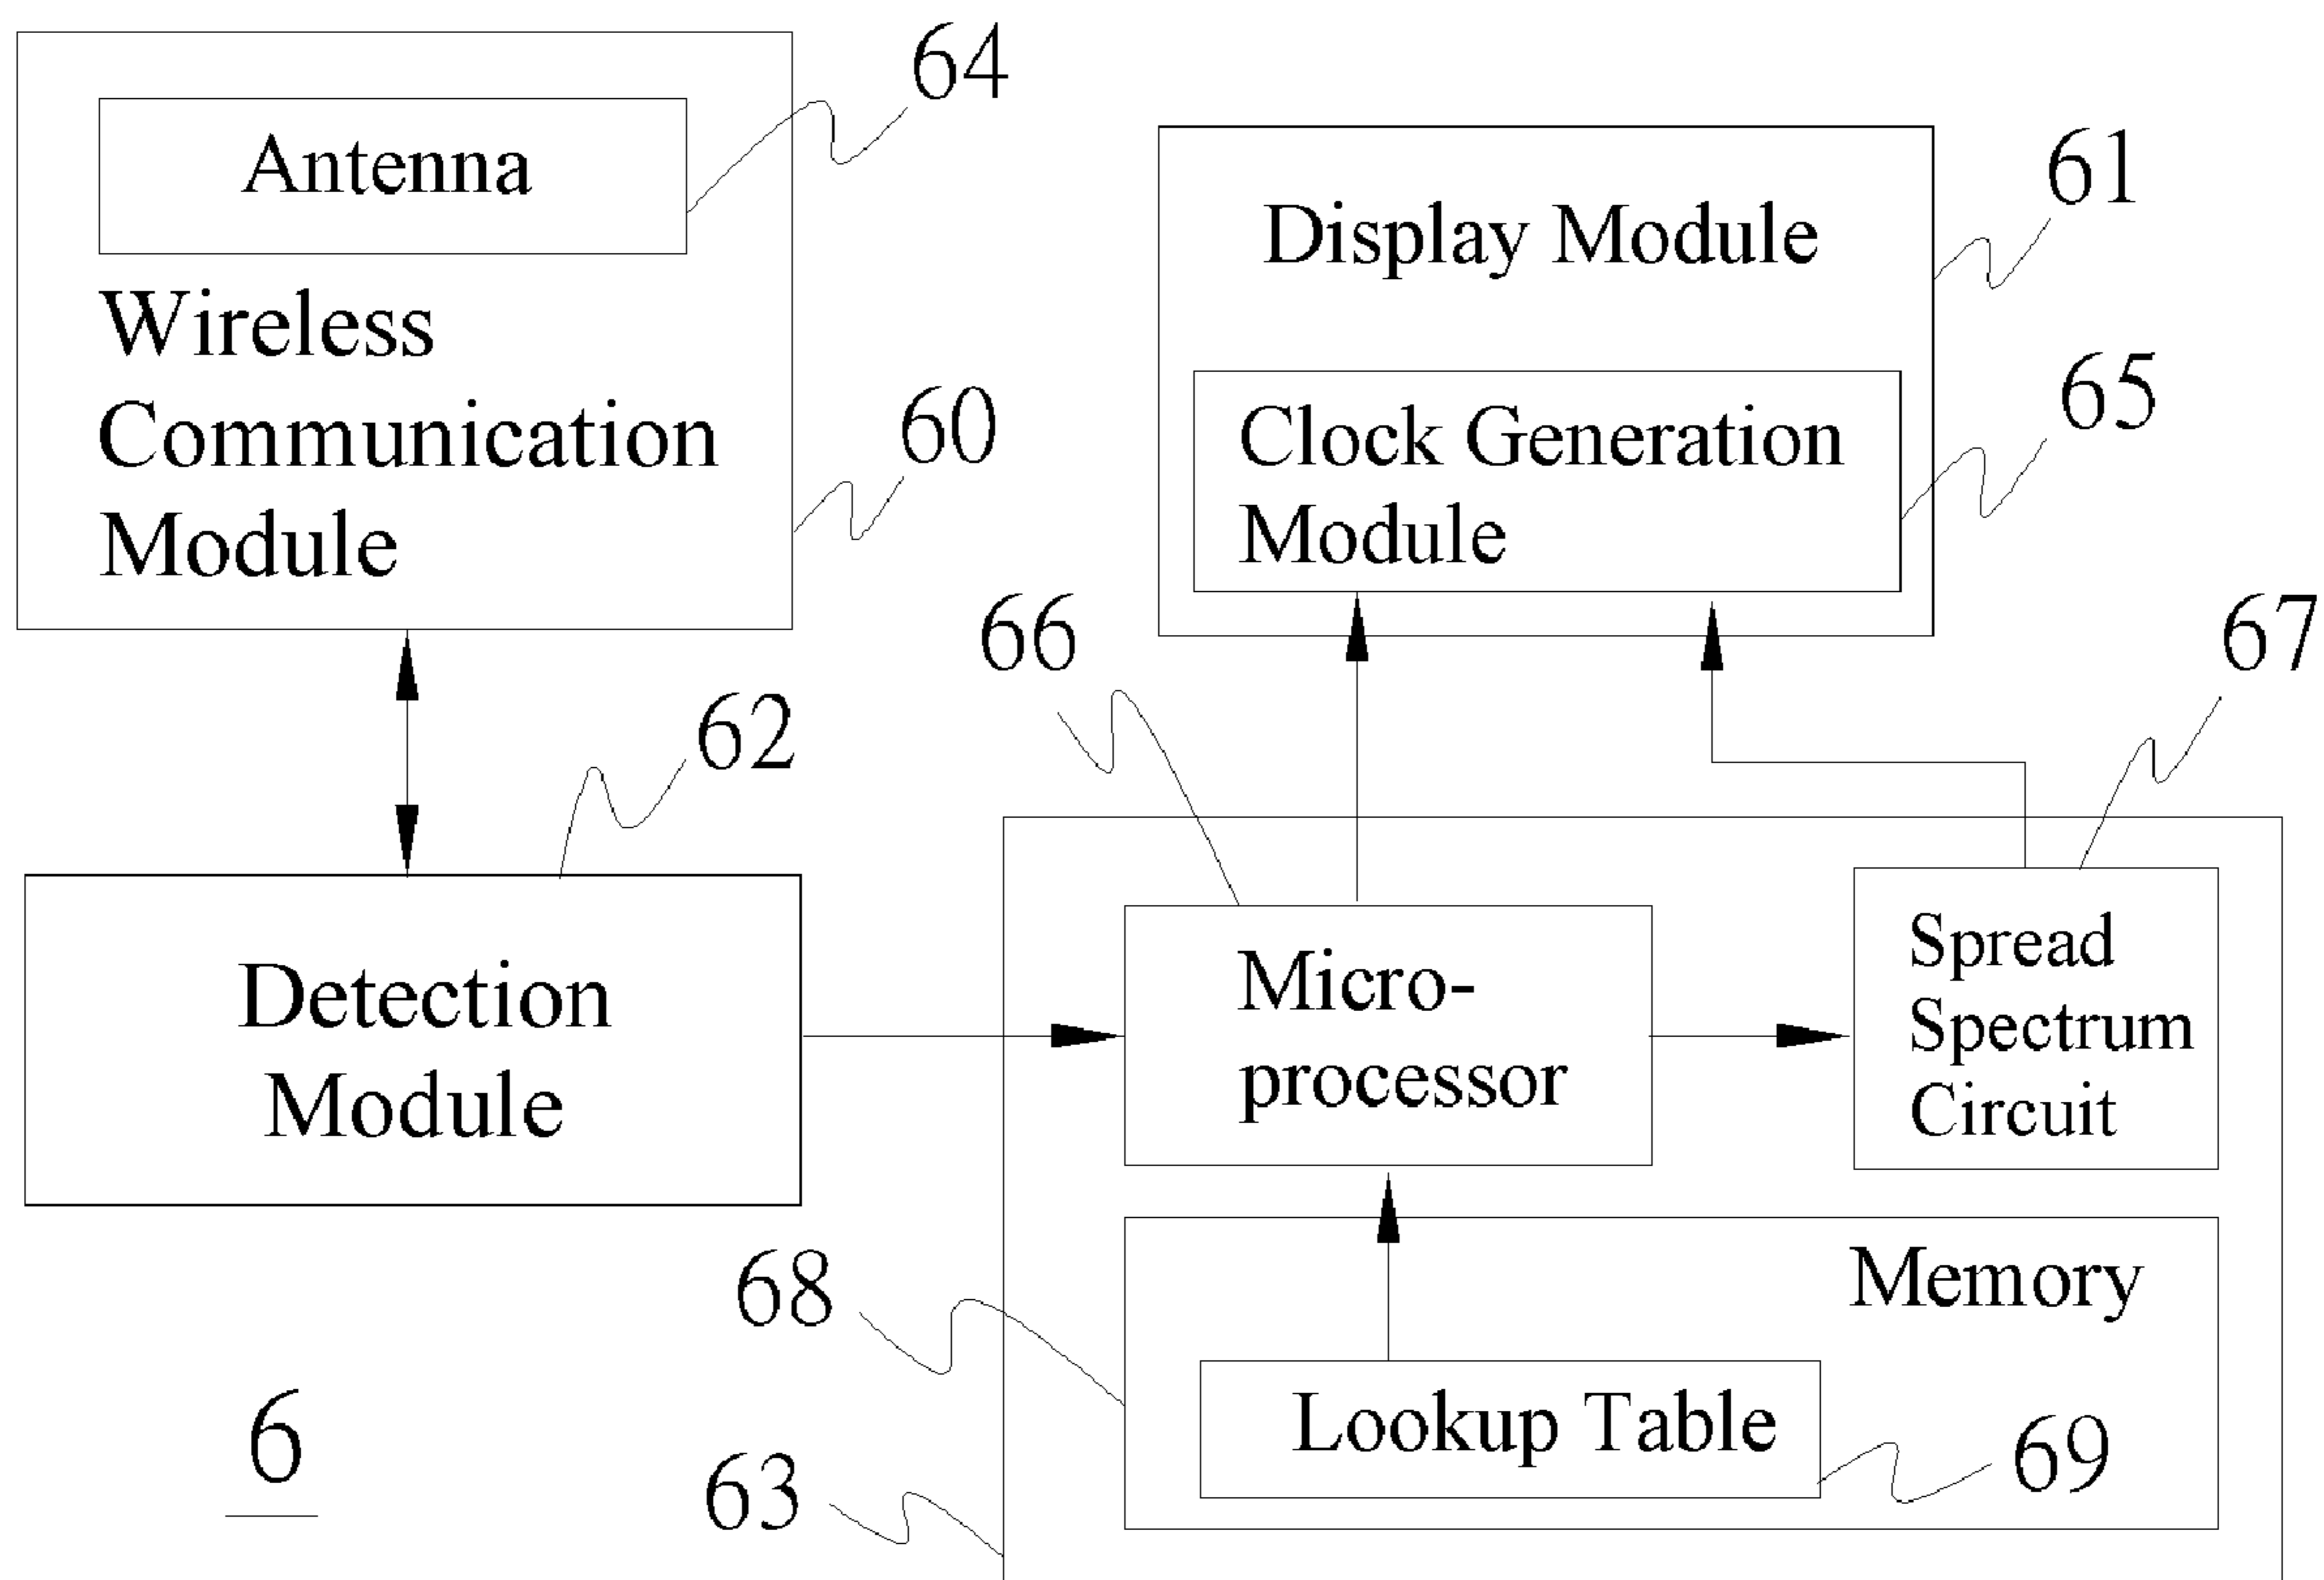 64
Antenna
Wireless
Communication
Module
60
61
Display Module
65
Clock Generation
Module
66
67
62
Detection
Module
Micro-
processor
Spread
Spectrum
Circuit
68
Memory
Lookup Table
69
63
6